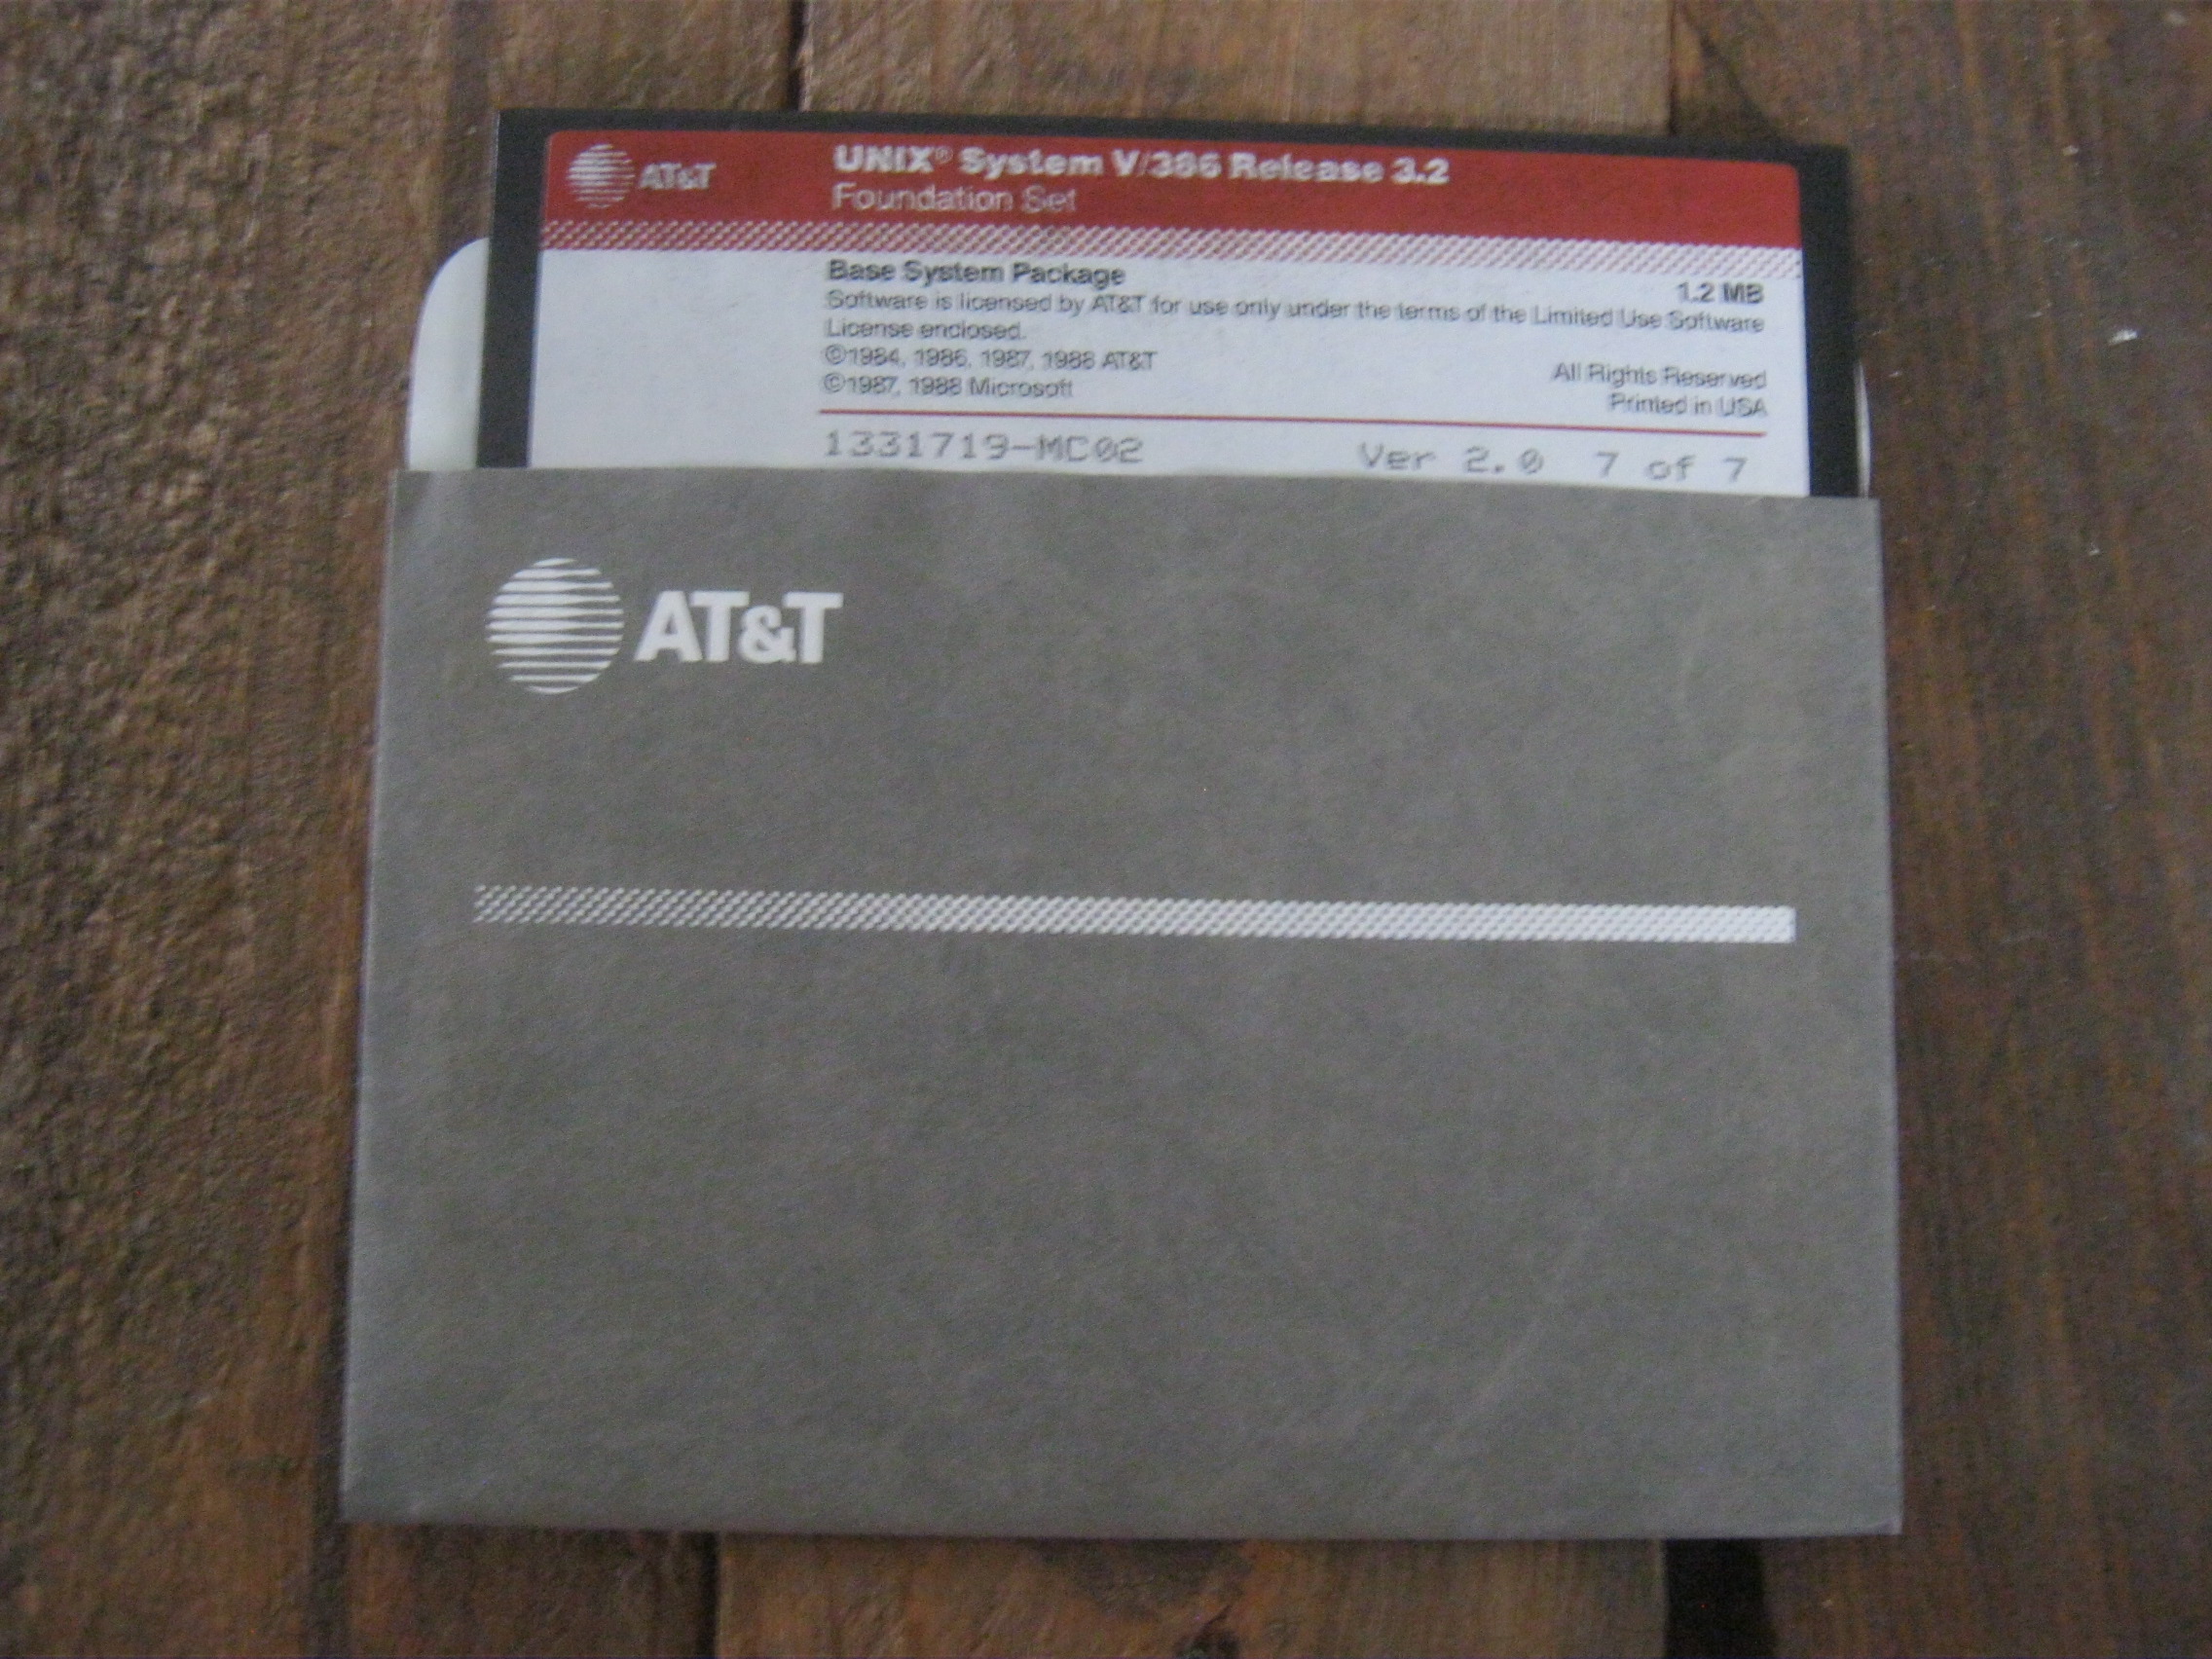 AT&T
UNIX® System V/386 Release 3.2
Foundation Set
Base System Package
1.2 MB
Software is licensed by AT&T for use only under the terms of the Limited Use Software
License enclosed.
©1984, 1986, 1987, 1988 AT&T
©1987, 1988 Microsoft
All Rights Reserved
Printed in USA
1331719-MC02 Ver 2.0 7 of 7
AT&T